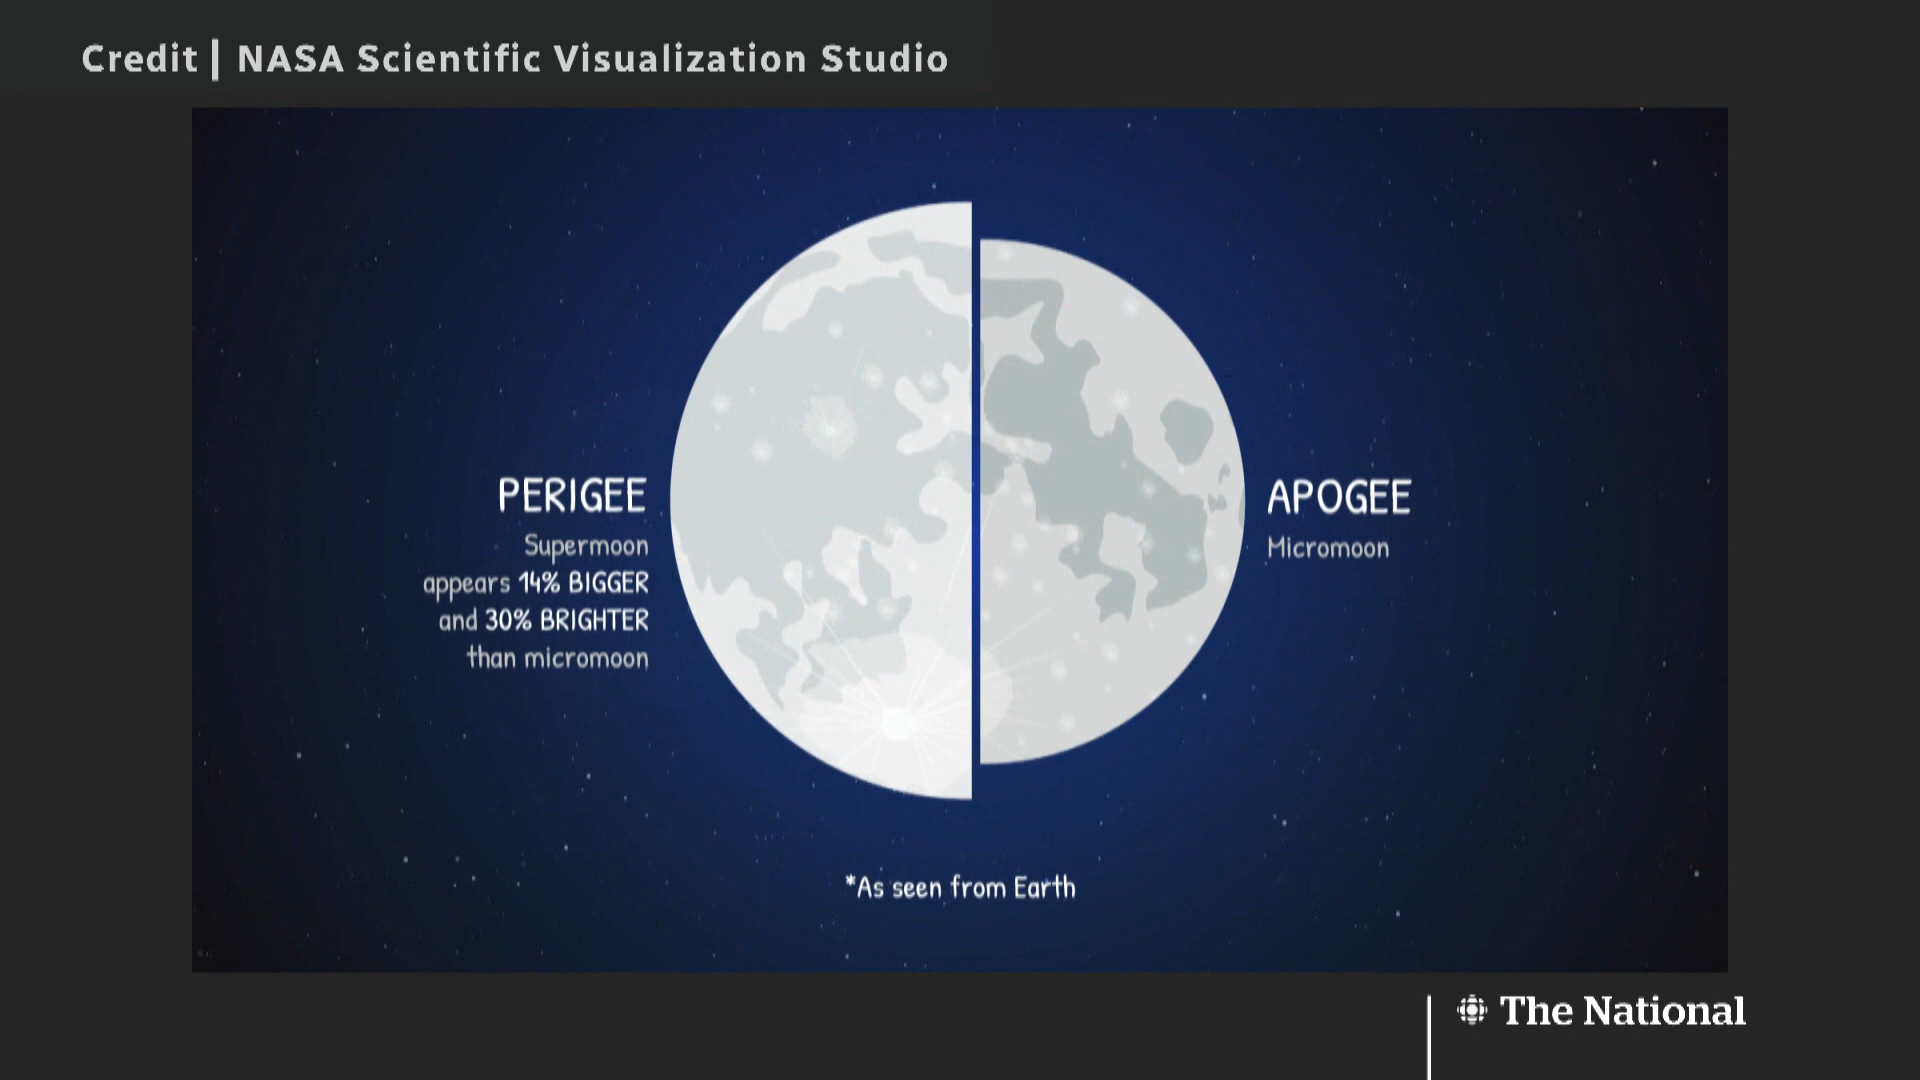 Credit | NASA Scientific Visualization Studio
PERIGEE
Supermoon
appears 14% BIGGER
and 30% BRIGHTER
than micromoon
APOGEE
Micromoon
*As seen from Earth
The National